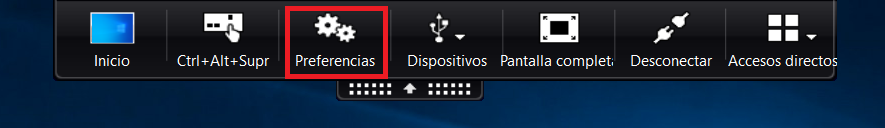 Inicio
Ctrl+Alt+Supr
Preferencias
Dispositivos
Pantalla complet
Desconectar
Accesos directos